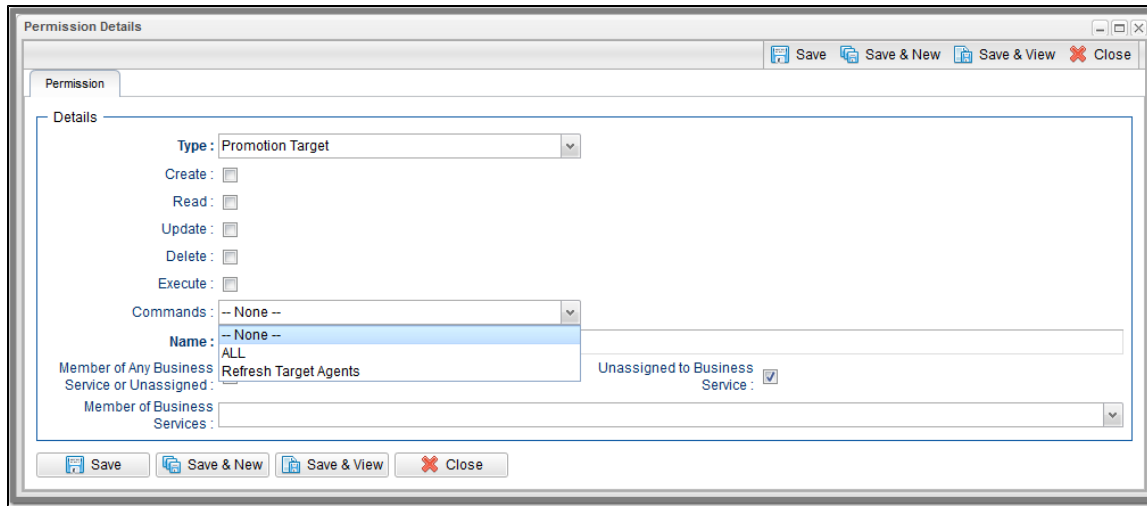 Permission Details
Save Save & New Save & View Close
Permission
Details
Type : Promotion Target
Create :
Read :
Update :
Delete :
Execute :
Commands : -- None --
-- None --
Name :
ALL
Refresh Target Agents
Member of Any Business
Service or Unassigned :
Unassigned to Business
Service :
Member of Business
Services :
Save Save & New Save & View Close